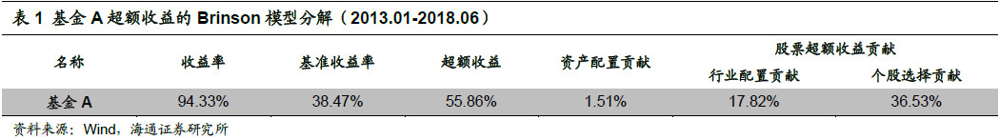 表 1 基金 A 超额收益的 Brinson 模型分解（2013.01-2018.06）
股票超额收益贡献
名称 收益率 基准收益率 超额收益 资产配置贡献
行业配置贡献 个股选择贡献
基金 A 94.33% 38.47% 55.86% 1.51% 17.82% 36.53%
资料来源：Wind，海通证券研究所